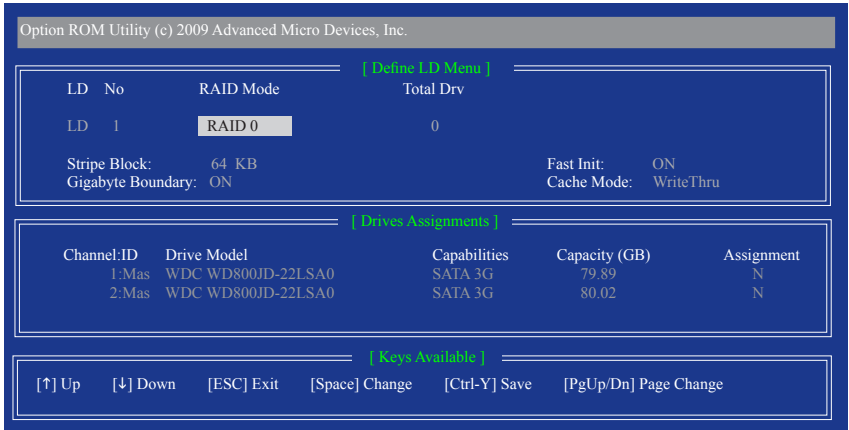 Option ROM Utility (c) 2009 Advanced Micro Devices, Inc.
[ Define LD Menu ]
LD No RAID Mode Total Drv
LD 1 RAID 0 0
Stripe Block: 64 KB Fast Init: ON
Gigabyte Boundary: ON Cache Mode: WriteThru
[ Drives Assignments ]
Channel:ID Drive Model Capabilities Capacity (GB) Assignment
1:Mas WDC WD800JD-22LSA0 SATA 3G 79.89 N
2:Mas WDC WD800JD-22LSA0 SATA 3G 80.02 N
[ Keys Available ]
[↑] Up [↓] Down [ESC] Exit [Space] Change [Ctrl-Y] Save [PgUp/Dn] Page Change